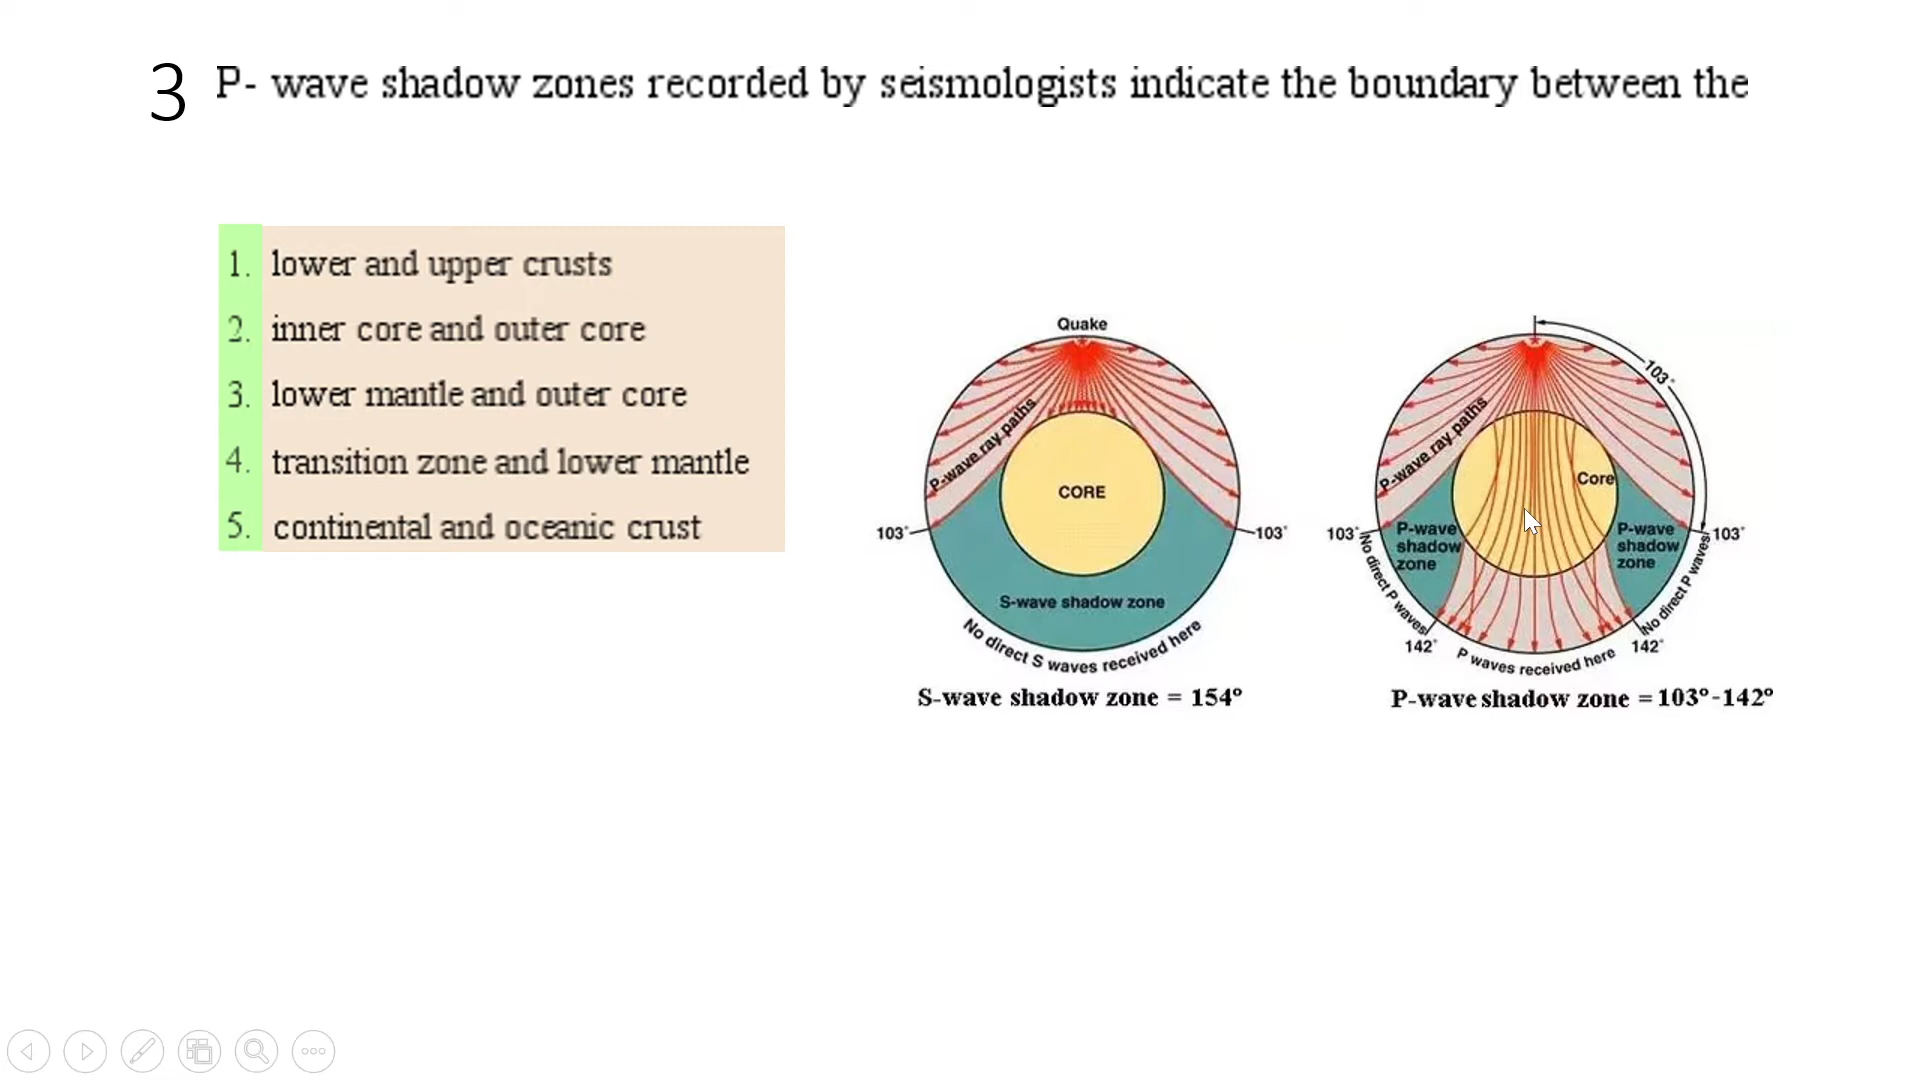 3 P- wave shadow zones recorded by seismologists indicate the boundary between the
1. lower and upper crusts
2. inner core and outer core
3. lower mantle and outer core
4. transition zone and lower mantle
5. continental and oceanic crust
Quake
P-wave ray paths
CORE
103°
103°
S-wave shadow zone
No direct S waves received here
S-wave shadow zone = 154°
103°
P-wave ray paths
Core
103°
P-wave
shadow
zone
P-wave
shadow
zone
103°
No direct P waves
No direct P waves
142°
142°
P waves received here
P-wave shadow zone = 103°-142°